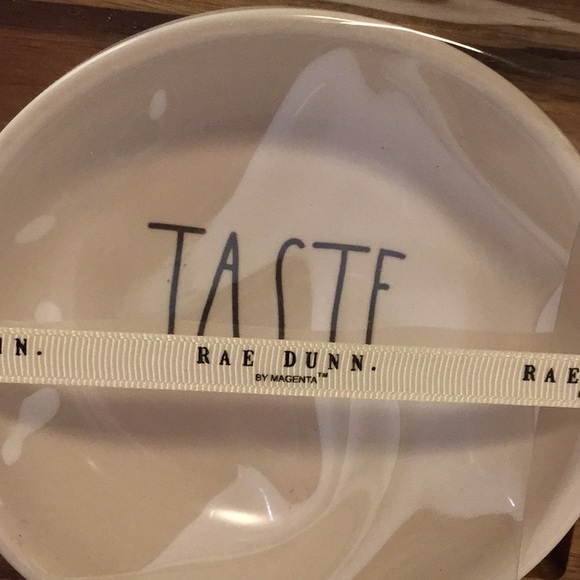 TASTE
N. RAE DUNN. RAE
BY MAGENTA™